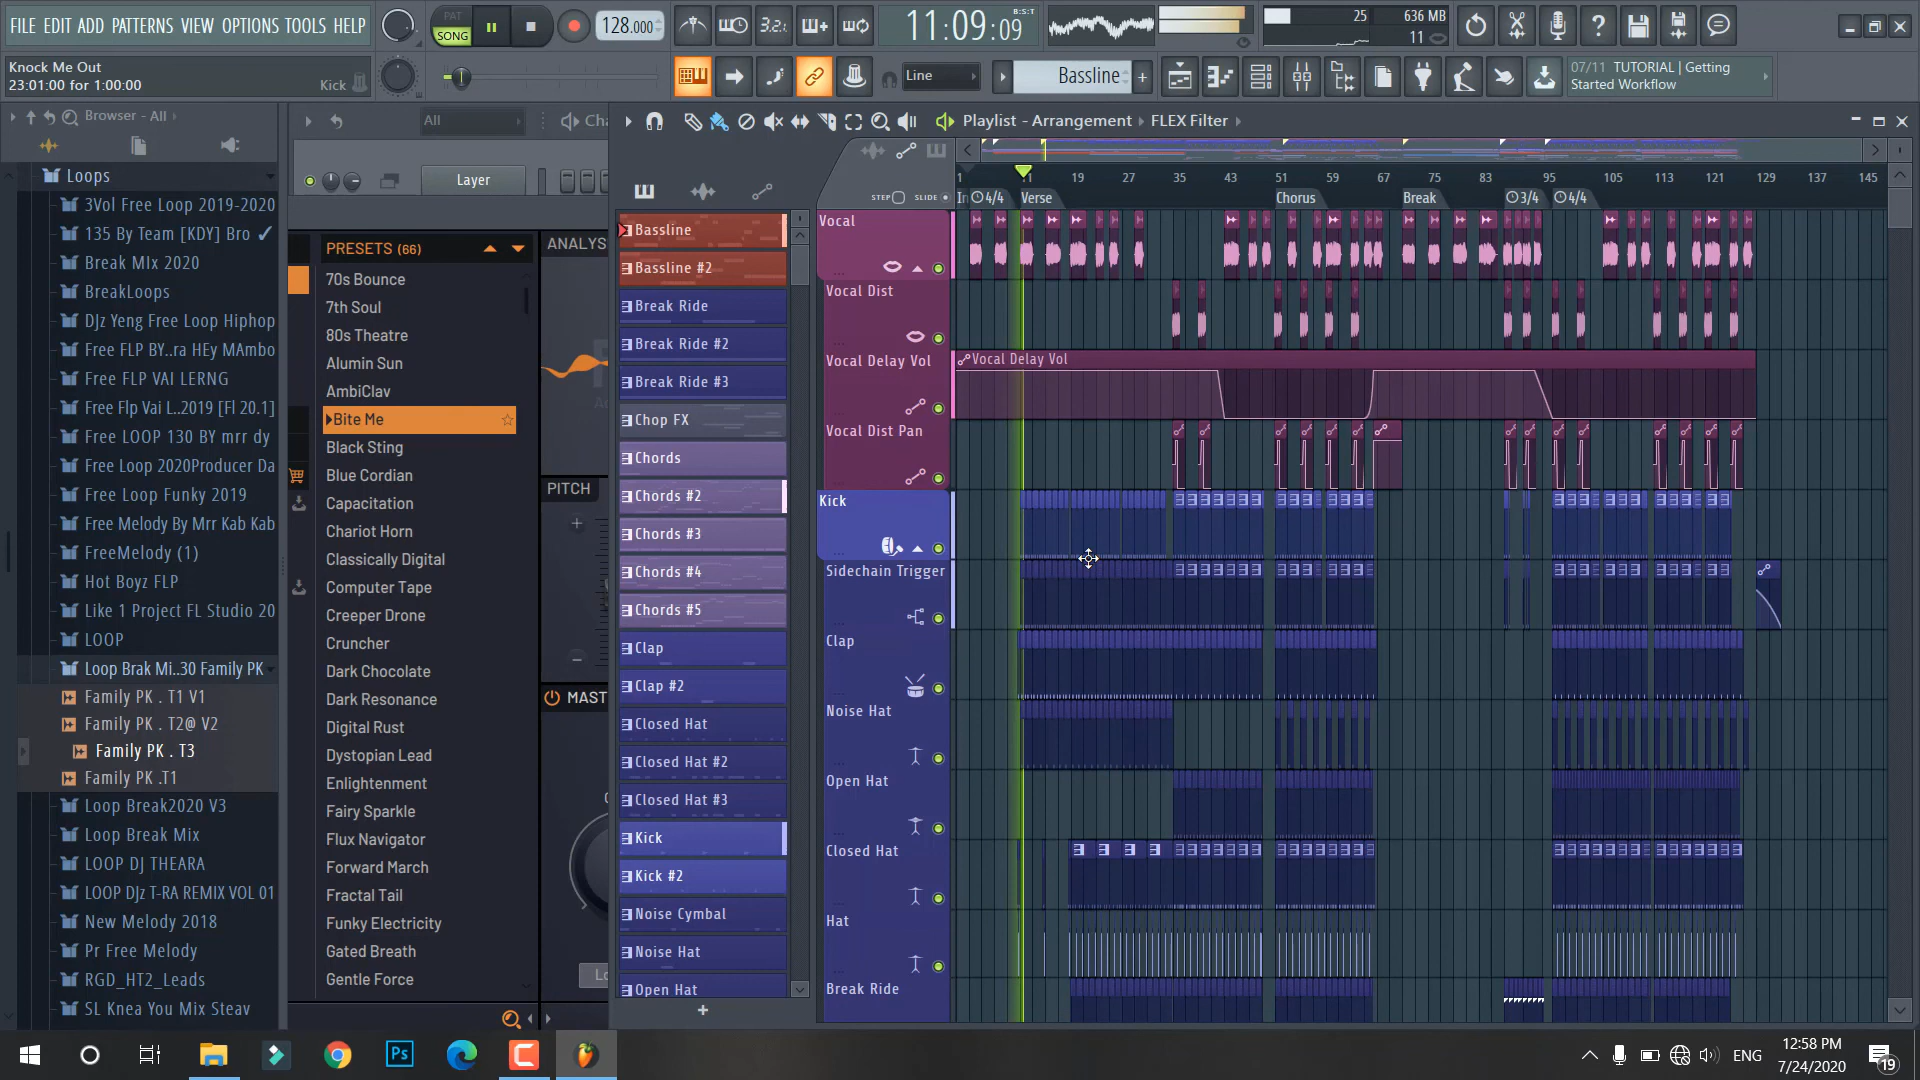 FILE EDIT ADD PATTERNS VIEW OPTIONS TOOLS HELP
PAT
SONG
128.000
3.2.
11:09:09
B:S:T
25
636 MB
11
Knock Me Out
23:01:00 for 1:00:00
Kick
Line
Bassline
07/11 TUTORIAL | Getting
Started Workflow
Browser - All
All
Playlist - Arrangement
FLEX Filter
Loops
3Vol Free Loop 2019-2020
135 By Team [KDY] Bro
Break MIx 2020
BreakLoops
DJz Yeng Free Loop Hiphop
Free FLP BY..ra HEy MAmbo
Free FLP VAI LERNG
Free Flp Vai L..2019 [Fl 20.1]
Free LOOP 130 BY mrr dy
Free Loop 2020Producer Da
Free Loop Funky 2019
Free Melody By Mrr Kab Kab
FreeMelody (1)
Hot Boyz FLP
Like 1 Project FL Studio 20
LOOP
Loop Brak Mi..30 Family PK
Family PK . T1 V1
Family PK . T2@ V2
Family PK . T3
Family PK .T1
Loop Break2020 V3
Loop Break Mix
LOOP DJ THEARA
LOOP DJz T-RA REMIX VOL 01
New Melody 2018
Pr Free Melody
RGD_HT2_Leads
SL Knea You Mix Steav
Layer
PRESETS (66)
70s Bounce
7th Soul
80s Theatre
Alumin Sun
AmbiClav
Bite Me
Black Sting
Blue Cordian
Capacitation
Chariot Horn
Classically Digital
Computer Tape
Creeper Drone
Cruncher
Dark Chocolate
Dark Resonance
Digital Rust
Dystopian Lead
Enlightenment
Fairy Sparkle
Flux Navigator
Forward March
Fractal Tail
Funky Electricity
Gated Breath
Gentle Force
ANALYS
PITCH
MAST
Bassline
Bassline #2
Break Ride
Break Ride #2
Break Ride #3
Chop FX
Chords
Chords #2
Chords #3
Chords #4
Chords #5
Clap
Clap #2
Closed Hat
Closed Hat #2
Closed Hat #3
Kick
Kick #2
Noise Cymbal
Noise Hat
Open Hat
STEP
SLIDE
1
11
19
27
35
43
51
59
67
75
83
95
105
113
121
129
137
145
4/4
Verse
Chorus
Break
3/4
4/4
Vocal
Vocal Dist
Vocal Delay Vol
Vocal Delay Vol
Vocal Dist Pan
Kick
Sidechain Trigger
Clap
Noise Hat
Open Hat
Closed Hat
Hat
Break Ride
Ps
ENG
12:58 PM
7/24/2020
19